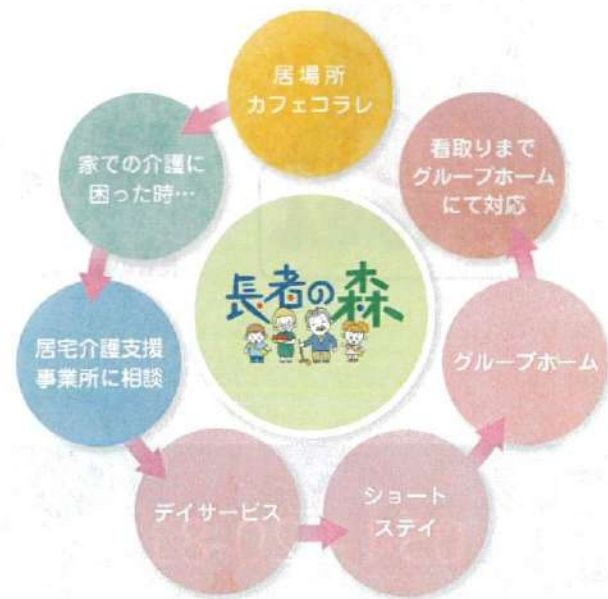 居場所
カフェコラレ
家での介護に
困った時…
居宅介護支援
事業所に相談
デイサービス
ショート
ステイ
グループホーム
看取りまで
グループホーム
にて対応
長者の森